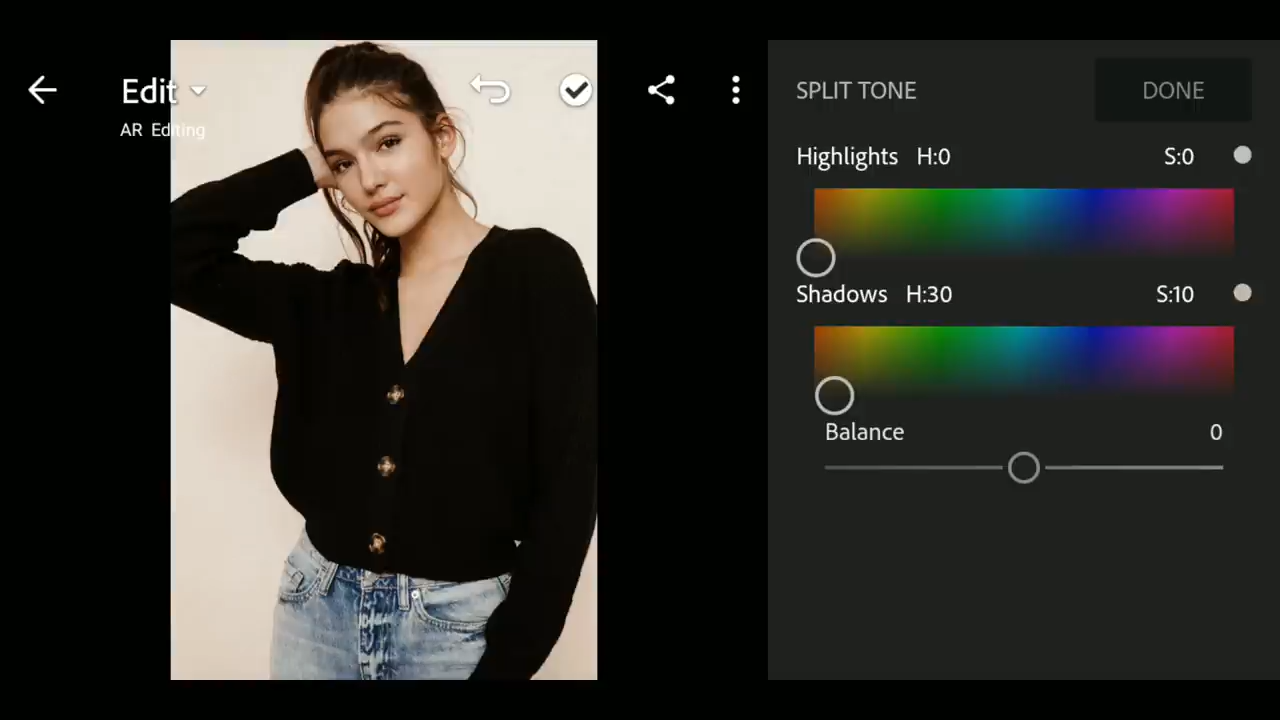 Edit
AR Editing
SPLIT TONE
DONE
Highlights H:0 S:0
Shadows H:30 S:10
Balance 0